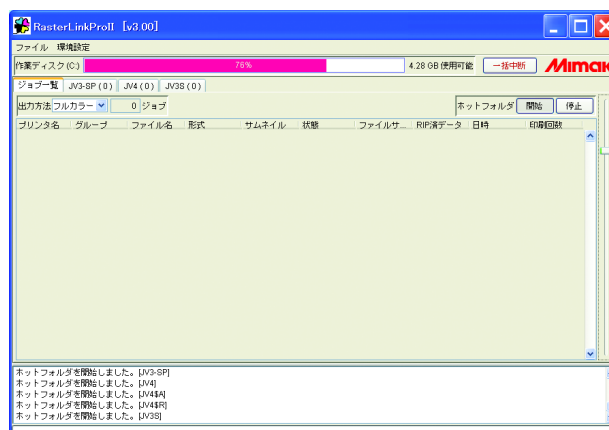 RasterLinkProII [v3.00]
ファイル 環境設定
作業ディスク(C:) 76% 4.28 GB 使用可能 一括中断 Mimaki
ジョブ一覧 JV3-SP ( 0 ) JV4 ( 0 ) JV3S ( 0 )
出力方法 フルカラー 0 ジョブ ホットフォルダ 開始 停止
プリンタ名 グループ ファイル名 形式 サムネイル 状態 ファイルサ... RIP済データ 日時 印刷回数
ホットフォルダを開始しました。[JV3-SP]
ホットフォルダを開始しました。[JV4]
ホットフォルダを開始しました。[JV4$A]
ホットフォルダを開始しました。[JV4$R]
ホットフォルダを開始しました。[JV3S]